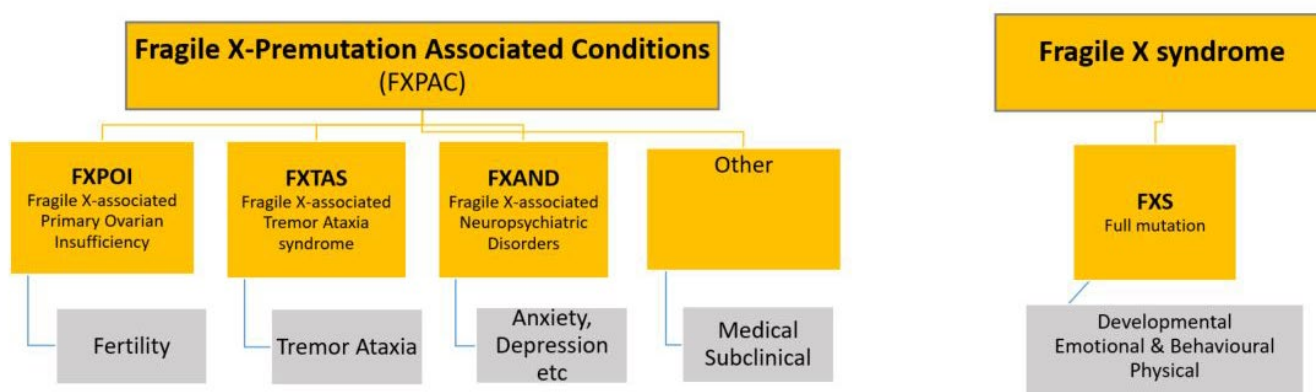 Fragile X-Premutation Associated Conditions
(FXPAC)
FXPOI
Fragile X-associated
Primary Ovarian
Insufficiency
Fertility
FXTAS
Fragile X-associated
Tremor Ataxia
syndrome
Tremor Ataxia
FXAND
Fragile X-associated
Neuropsychiatric
Disorders
Anxiety,
Depression
etc
Other
Medical
Subclinical
Fragile X syndrome
FXS
Full mutation
Developmental
Emotional & Behavioural
Physical